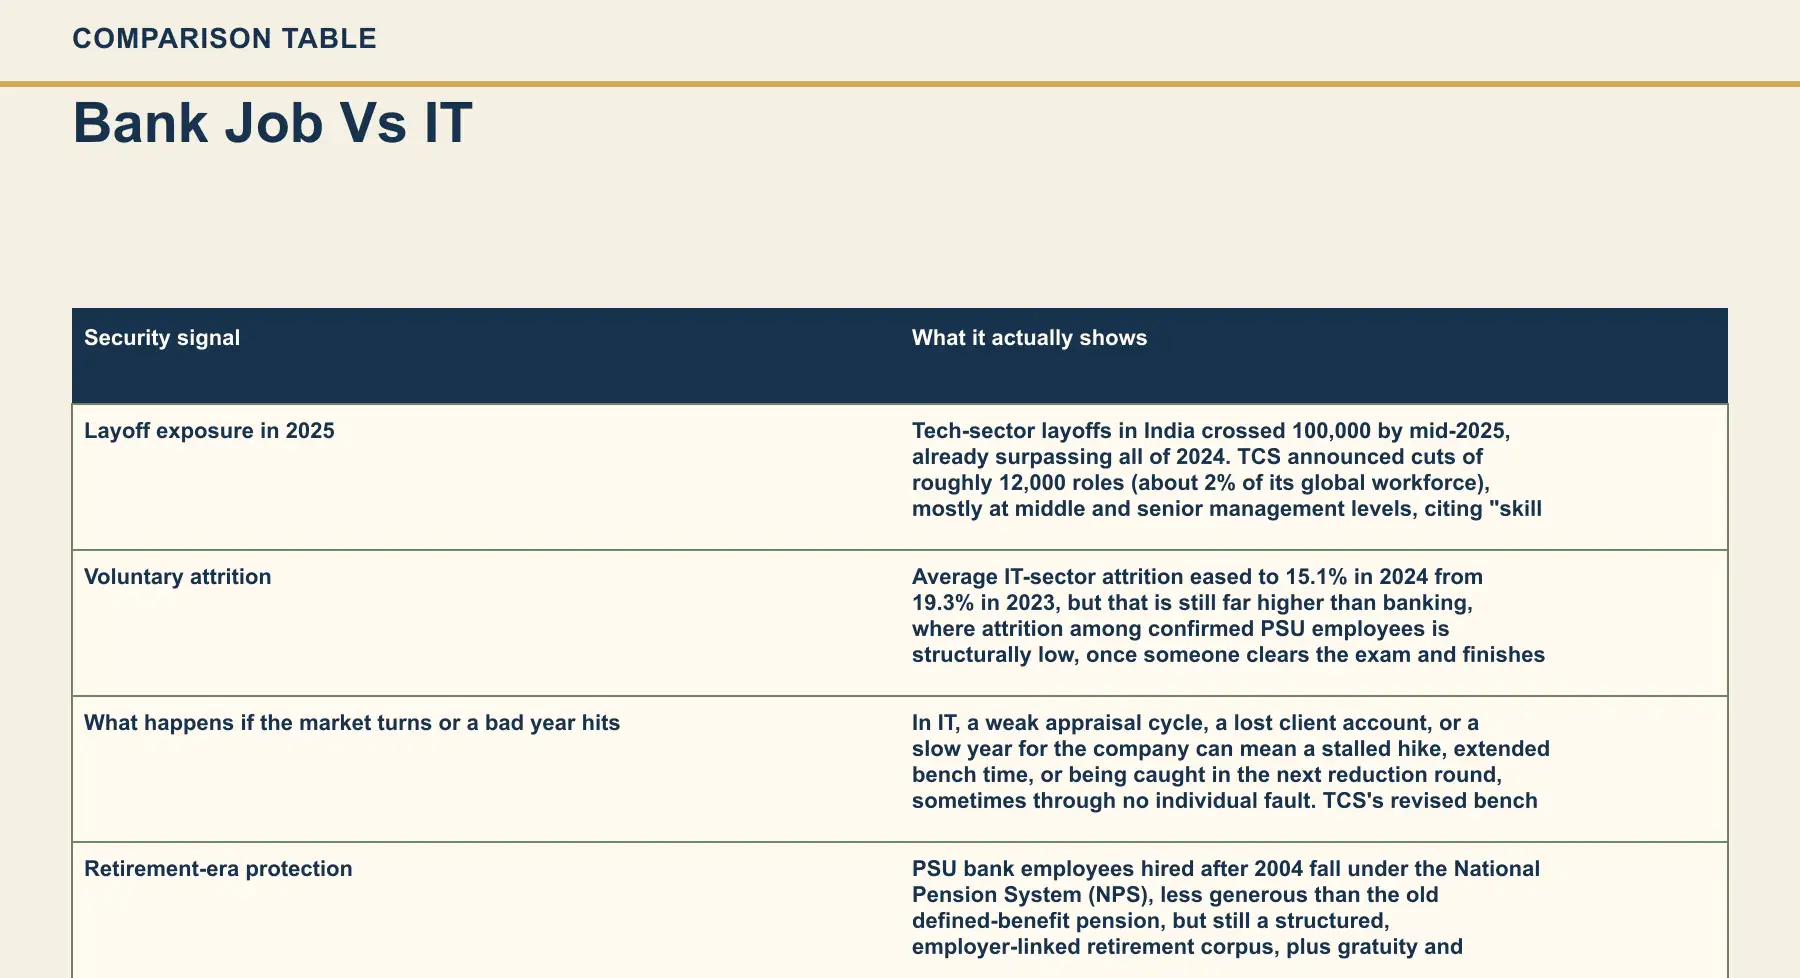 COMPARISON TABLE
Bank Job Vs IT
Security signal
What it actually shows
Layoff exposure in 2025
Tech-sector layoffs in India crossed 100,000 by mid-2025,
already surpassing all of 2024. TCS announced cuts of
roughly 12,000 roles (about 2% of its global workforce),
mostly at middle and senior management levels, citing "skill
Voluntary attrition
Average IT-sector attrition eased to 15.1% in 2024 from
19.3% in 2023, but that is still far higher than banking,
where attrition among confirmed PSU employees is
structurally low, once someone clears the exam and finishes
What happens if the market turns or a bad year hits
In IT, a weak appraisal cycle, a lost client account, or a
slow year for the company can mean a stalled hike, extended
bench time, or being caught in the next reduction round,
sometimes through no individual fault. TCS's revised bench
Retirement-era protection
PSU bank employees hired after 2004 fall under the National
Pension System (NPS), less generous than the old
defined-benefit pension, but still a structured,
employer-linked retirement corpus, plus gratuity and